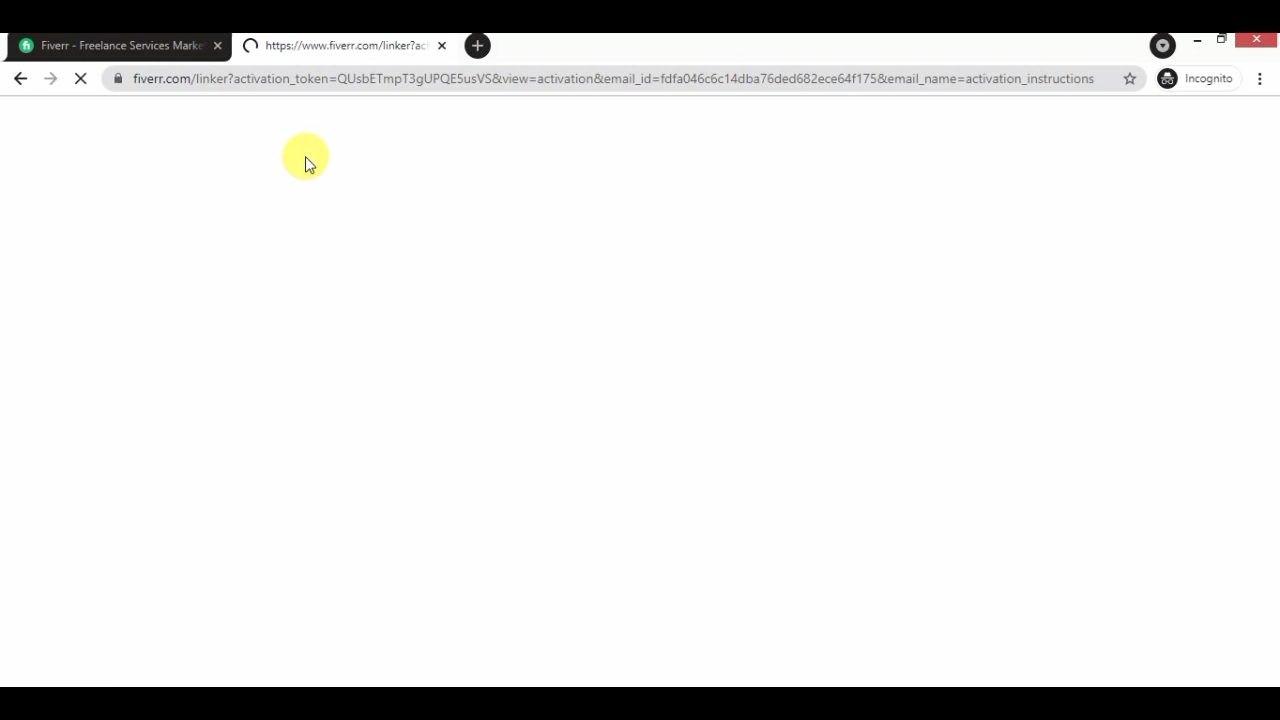 Fiverr - Freelance Services Marke
https://www.fiverr.com/linker?ac
fiverr.com/linker?activation_token=QUsbETmpT3gUPQE5usVS&view=activation&email_id=fdfa046c6c14dba76ded682ece64f175&email_name=activation_instructions
Incognito